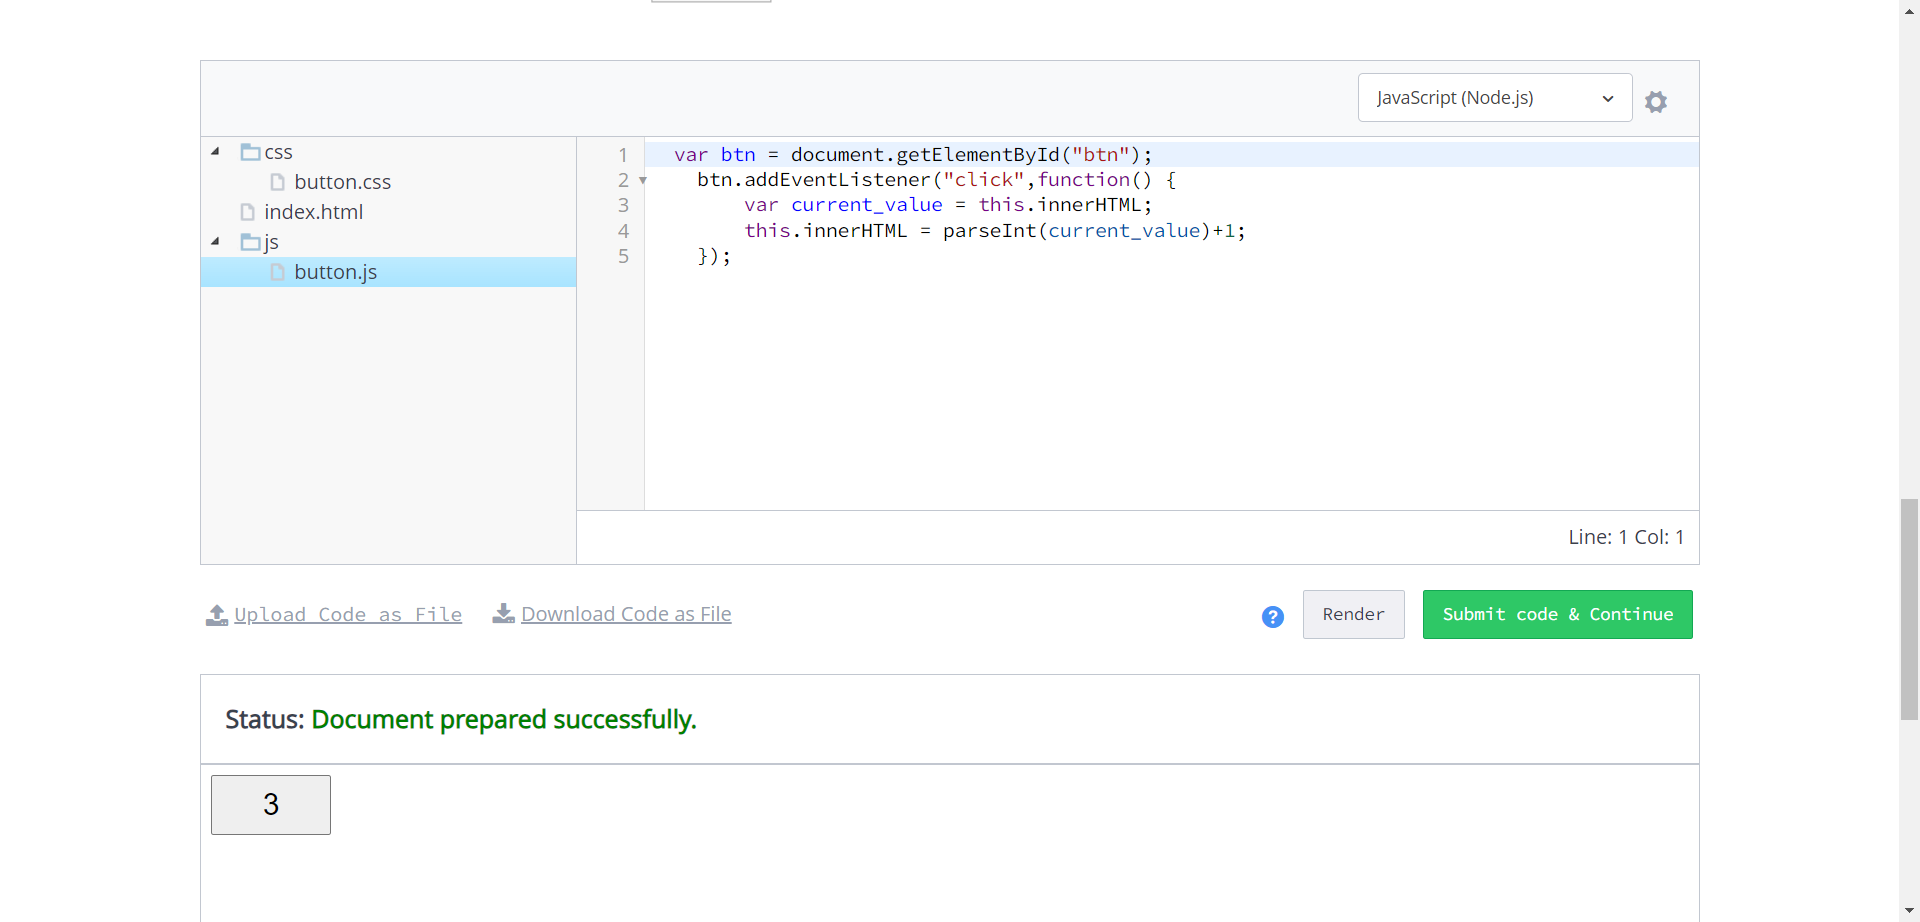 JavaScript (Node.js)
css
button.css
index.html
js
button.js
1 var btn = document.getElementById("btn");
2 btn.addEventListener("click",function() {
3 var current_value = this.innerHTML;
4 this.innerHTML = parseInt(current_value)+1;
5 });
Line: 1 Col: 1
Upload Code as File Download Code as File ? Render Submit code & Continue
Status: Document prepared successfully.
3